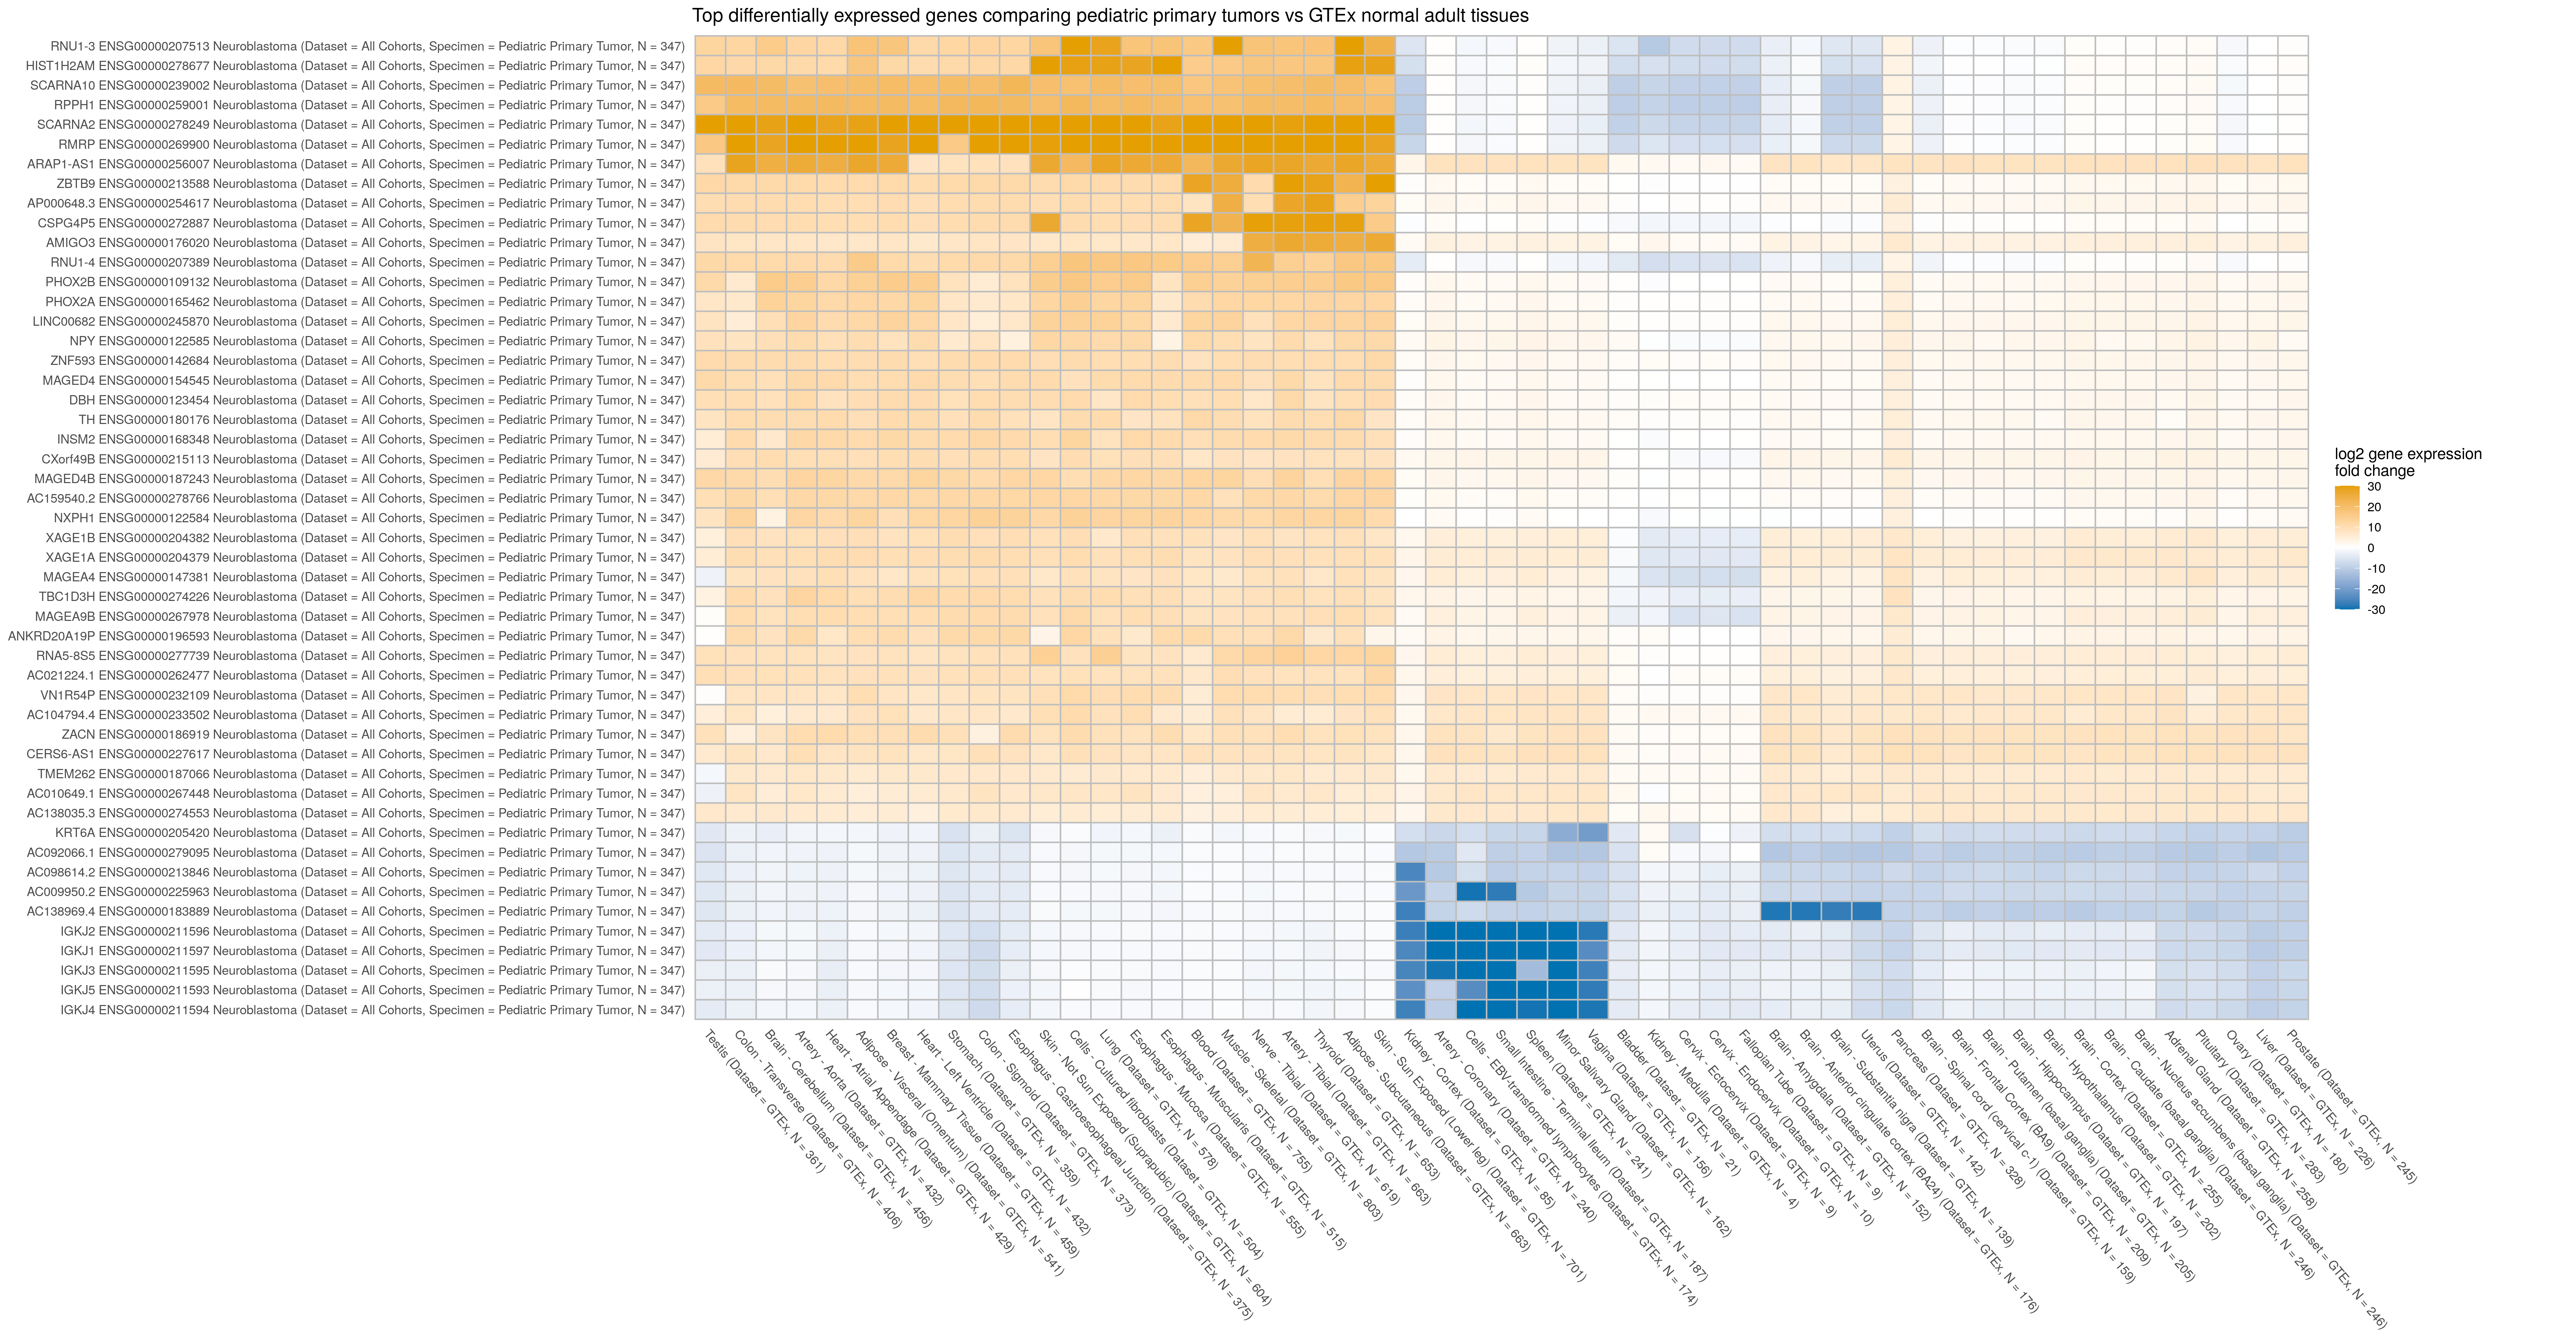 Top differentially expressed genes comparing pediatric primary tumors vs GTEx normal adult tissues
RNU1-3 ENSG00000207513 Neuroblastoma (Dataset = All Cohorts, Specimen = Pediatric Primary Tumor, N = 347)
HIST1H2AM ENSG00000278677 Neuroblastoma (Dataset = All Cohorts, Specimen = Pediatric Primary Tumor, N = 347)
SCARNA10 ENSG00000239002 Neuroblastoma (Dataset = All Cohorts, Specimen = Pediatric Primary Tumor, N = 347)
RPPH1 ENSG00000259001 Neuroblastoma (Dataset = All Cohorts, Specimen = Pediatric Primary Tumor, N = 347)
SCARNA2 ENSG00000278249 Neuroblastoma (Dataset = All Cohorts, Specimen = Pediatric Primary Tumor, N = 347)
RMRP ENSG00000269900 Neuroblastoma (Dataset = All Cohorts, Specimen = Pediatric Primary Tumor, N = 347)
ARAP1-AS1 ENSG00000256007 Neuroblastoma (Dataset = All Cohorts, Specimen = Pediatric Primary Tumor, N = 347)
ZBTB9 ENSG00000213588 Neuroblastoma (Dataset = All Cohorts, Specimen = Pediatric Primary Tumor, N = 347)
AP000648.3 ENSG00000254617 Neuroblastoma (Dataset = All Cohorts, Specimen = Pediatric Primary Tumor, N = 347)
CSPG4P5 ENSG00000272887 Neuroblastoma (Dataset = All Cohorts, Specimen = Pediatric Primary Tumor, N = 347)
AMIGO3 ENSG00000176020 Neuroblastoma (Dataset = All Cohorts, Specimen = Pediatric Primary Tumor, N = 347)
RNU1-4 ENSG00000207389 Neuroblastoma (Dataset = All Cohorts, Specimen = Pediatric Primary Tumor, N = 347)
PHOX2B ENSG00000109132 Neuroblastoma (Dataset = All Cohorts, Specimen = Pediatric Primary Tumor, N = 347)
PHOX2A ENSG00000165462 Neuroblastoma (Dataset = All Cohorts, Specimen = Pediatric Primary Tumor, N = 347)
LINC00682 ENSG00000245870 Neuroblastoma (Dataset = All Cohorts, Specimen = Pediatric Primary Tumor, N = 347)
NPY ENSG00000122585 Neuroblastoma (Dataset = All Cohorts, Specimen = Pediatric Primary Tumor, N = 347)
ZNF593 ENSG00000142684 Neuroblastoma (Dataset = All Cohorts, Specimen = Pediatric Primary Tumor, N = 347)
MAGED4 ENSG00000154545 Neuroblastoma (Dataset = All Cohorts, Specimen = Pediatric Primary Tumor, N = 347)
DBH ENSG00000123454 Neuroblastoma (Dataset = All Cohorts, Specimen = Pediatric Primary Tumor, N = 347)
TH ENSG00000180176 Neuroblastoma (Dataset = All Cohorts, Specimen = Pediatric Primary Tumor, N = 347)
INSM2 ENSG00000168348 Neuroblastoma (Dataset = All Cohorts, Specimen = Pediatric Primary Tumor, N = 347)
CXorf49B ENSG00000215113 Neuroblastoma (Dataset = All Cohorts, Specimen = Pediatric Primary Tumor, N = 347)
MAGED4B ENSG00000187243 Neuroblastoma (Dataset = All Cohorts, Specimen = Pediatric Primary Tumor, N = 347)
AC159540.2 ENSG00000278766 Neuroblastoma (Dataset = All Cohorts, Specimen = Pediatric Primary Tumor, N = 347)
NXPH1 ENSG00000122584 Neuroblastoma (Dataset = All Cohorts, Specimen = Pediatric Primary Tumor, N = 347)
XAGE1B ENSG00000204382 Neuroblastoma (Dataset = All Cohorts, Specimen = Pediatric Primary Tumor, N = 347)
XAGE1A ENSG00000204379 Neuroblastoma (Dataset = All Cohorts, Specimen = Pediatric Primary Tumor, N = 347)
MAGEA4 ENSG00000147381 Neuroblastoma (Dataset = All Cohorts, Specimen = Pediatric Primary Tumor, N = 347)
TBC1D3H ENSG00000274226 Neuroblastoma (Dataset = All Cohorts, Specimen = Pediatric Primary Tumor, N = 347)
MAGEA9B ENSG00000267978 Neuroblastoma (Dataset = All Cohorts, Specimen = Pediatric Primary Tumor, N = 347)
ANKRD20A19P ENSG00000196593 Neuroblastoma (Dataset = All Cohorts, Specimen = Pediatric Primary Tumor, N = 347)
RNA5-8S5 ENSG00000277739 Neuroblastoma (Dataset = All Cohorts, Specimen = Pediatric Primary Tumor, N = 347)
AC021224.1 ENSG00000262477 Neuroblastoma (Dataset = All Cohorts, Specimen = Pediatric Primary Tumor, N = 347)
VN1R54P ENSG00000232109 Neuroblastoma (Dataset = All Cohorts, Specimen = Pediatric Primary Tumor, N = 347)
AC104794.4 ENSG00000233502 Neuroblastoma (Dataset = All Cohorts, Specimen = Pediatric Primary Tumor, N = 347)
ZACN ENSG00000186919 Neuroblastoma (Dataset = All Cohorts, Specimen = Pediatric Primary Tumor, N = 347)
CERS6-AS1 ENSG00000227617 Neuroblastoma (Dataset = All Cohorts, Specimen = Pediatric Primary Tumor, N = 347)
TMEM262 ENSG00000187066 Neuroblastoma (Dataset = All Cohorts, Specimen = Pediatric Primary Tumor, N = 347)
AC010649.1 ENSG00000267448 Neuroblastoma (Dataset = All Cohorts, Specimen = Pediatric Primary Tumor, N = 347)
AC138035.3 ENSG00000274553 Neuroblastoma (Dataset = All Cohorts, Specimen = Pediatric Primary Tumor, N = 347)
KRT6A ENSG00000205420 Neuroblastoma (Dataset = All Cohorts, Specimen = Pediatric Primary Tumor, N = 347)
AC092066.1 ENSG00000279095 Neuroblastoma (Dataset = All Cohorts, Specimen = Pediatric Primary Tumor, N = 347)
AC098614.2 ENSG00000213846 Neuroblastoma (Dataset = All Cohorts, Specimen = Pediatric Primary Tumor, N = 347)
AC009950.2 ENSG00000225963 Neuroblastoma (Dataset = All Cohorts, Specimen = Pediatric Primary Tumor, N = 347)
AC138969.4 ENSG00000183889 Neuroblastoma (Dataset = All Cohorts, Specimen = Pediatric Primary Tumor, N = 347)
IGKJ2 ENSG00000211596 Neuroblastoma (Dataset = All Cohorts, Specimen = Pediatric Primary Tumor, N = 347)
IGKJ1 ENSG00000211597 Neuroblastoma (Dataset = All Cohorts, Specimen = Pediatric Primary Tumor, N = 347)
IGKJ3 ENSG00000211595 Neuroblastoma (Dataset = All Cohorts, Specimen = Pediatric Primary Tumor, N = 347)
IGKJ5 ENSG00000211593 Neuroblastoma (Dataset = All Cohorts, Specimen = Pediatric Primary Tumor, N = 347)
IGKJ4 ENSG00000211594 Neuroblastoma (Dataset = All Cohorts, Specimen = Pediatric Primary Tumor, N = 347)
Testis (Dataset = GTEx, N = 361)
Colon - Transverse (Dataset = GTEx, N = 406)
Brain - Cerebellum (Dataset = GTEx, N = 456)
Artery - Aorta (Dataset = GTEx, N = 432)
Heart - Atrial Appendage (Dataset = GTEx, N = 429)
Adipose - Visceral (Omentum) (Dataset = GTEx, N = 541)
Breast - Mammary Tissue (Dataset = GTEx, N = 459)
Heart - Left Ventricle (Dataset = GTEx, N = 432)
Stomach (Dataset = GTEx, N = 359)
Colon - Sigmoid (Dataset = GTEx, N = 373)
Esophagus - Gastroesophageal Junction (Dataset = GTEx, N = 375)
Skin - Not Sun Exposed (Suprapubic) (Dataset = GTEx, N = 604)
Cells - Cultured fibroblasts (Dataset = GTEx, N = 504)
Lung (Dataset = GTEx, N = 578)
Esophagus - Mucosa (Dataset = GTEx, N = 555)
Esophagus - Muscularis (Dataset = GTEx, N = 515)
Blood (Dataset = GTEx, N = 755)
Muscle - Skeletal (Dataset = GTEx, N = 803)
Nerve - Tibial (Dataset = GTEx, N = 619)
Artery - Tibial (Dataset = GTEx, N = 663)
Thyroid (Dataset = GTEx, N = 653)
Adipose - Subcutaneous (Dataset = GTEx, N = 663)
Skin - Sun Exposed (Lower leg) (Dataset = GTEx, N = 701)
Kidney - Cortex (Dataset = GTEx, N = 85)
Artery - Coronary (Dataset = GTEx, N = 240)
Cells - EBV-transformed lymphocytes (Dataset = GTEx, N = 174)
Small Intestine - Terminal Ileum (Dataset = GTEx, N = 187)
Spleen (Dataset = GTEx, N = 241)
Minor Salivary Gland (Dataset = GTEx, N = 162)
Vagina (Dataset = GTEx, N = 156)
Bladder (Dataset = GTEx, N = 21)
Kidney - Medulla (Dataset = GTEx, N = 4)
Cervix - Ectocervix (Dataset = GTEx, N = 9)
Cervix - Endocervix (Dataset = GTEx, N = 10)
Fallopian Tube (Dataset = GTEx, N = 9)
Brain - Amygdala (Dataset = GTEx, N = 152)
Brain - Anterior cingulate cortex (BA24) (Dataset = GTEx, N = 176)
Brain - Substantia nigra (Dataset = GTEx, N = 139)
Uterus (Dataset = GTEx, N = 142)
Pancreas (Dataset = GTEx, N = 328)
Brain - Spinal cord (cervical c-1) (Dataset = GTEx, N = 159)
Brain - Frontal Cortex (BA9) (Dataset = GTEx, N = 209)
Brain - Putamen (basal ganglia) (Dataset = GTEx, N = 205)
Brain - Hippocampus (Dataset = GTEx, N = 197)
Brain - Hypothalamus (Dataset = GTEx, N = 202)
Brain - Cortex (Dataset = GTEx, N = 255)
Brain - Caudate (basal ganglia) (Dataset = GTEx, N = 246)
Brain - Nucleus accumbens (basal ganglia) (Dataset = GTEx, N = 246)
Adrenal Gland (Dataset = GTEx, N = 258)
Pituitary (Dataset = GTEx, N = 283)
Ovary (Dataset = GTEx, N = 180)
Liver (Dataset = GTEx, N = 226)
Prostate (Dataset = GTEx, N = 245)
log2 gene expression
fold change
30
20
10
0
-10
-20
-30